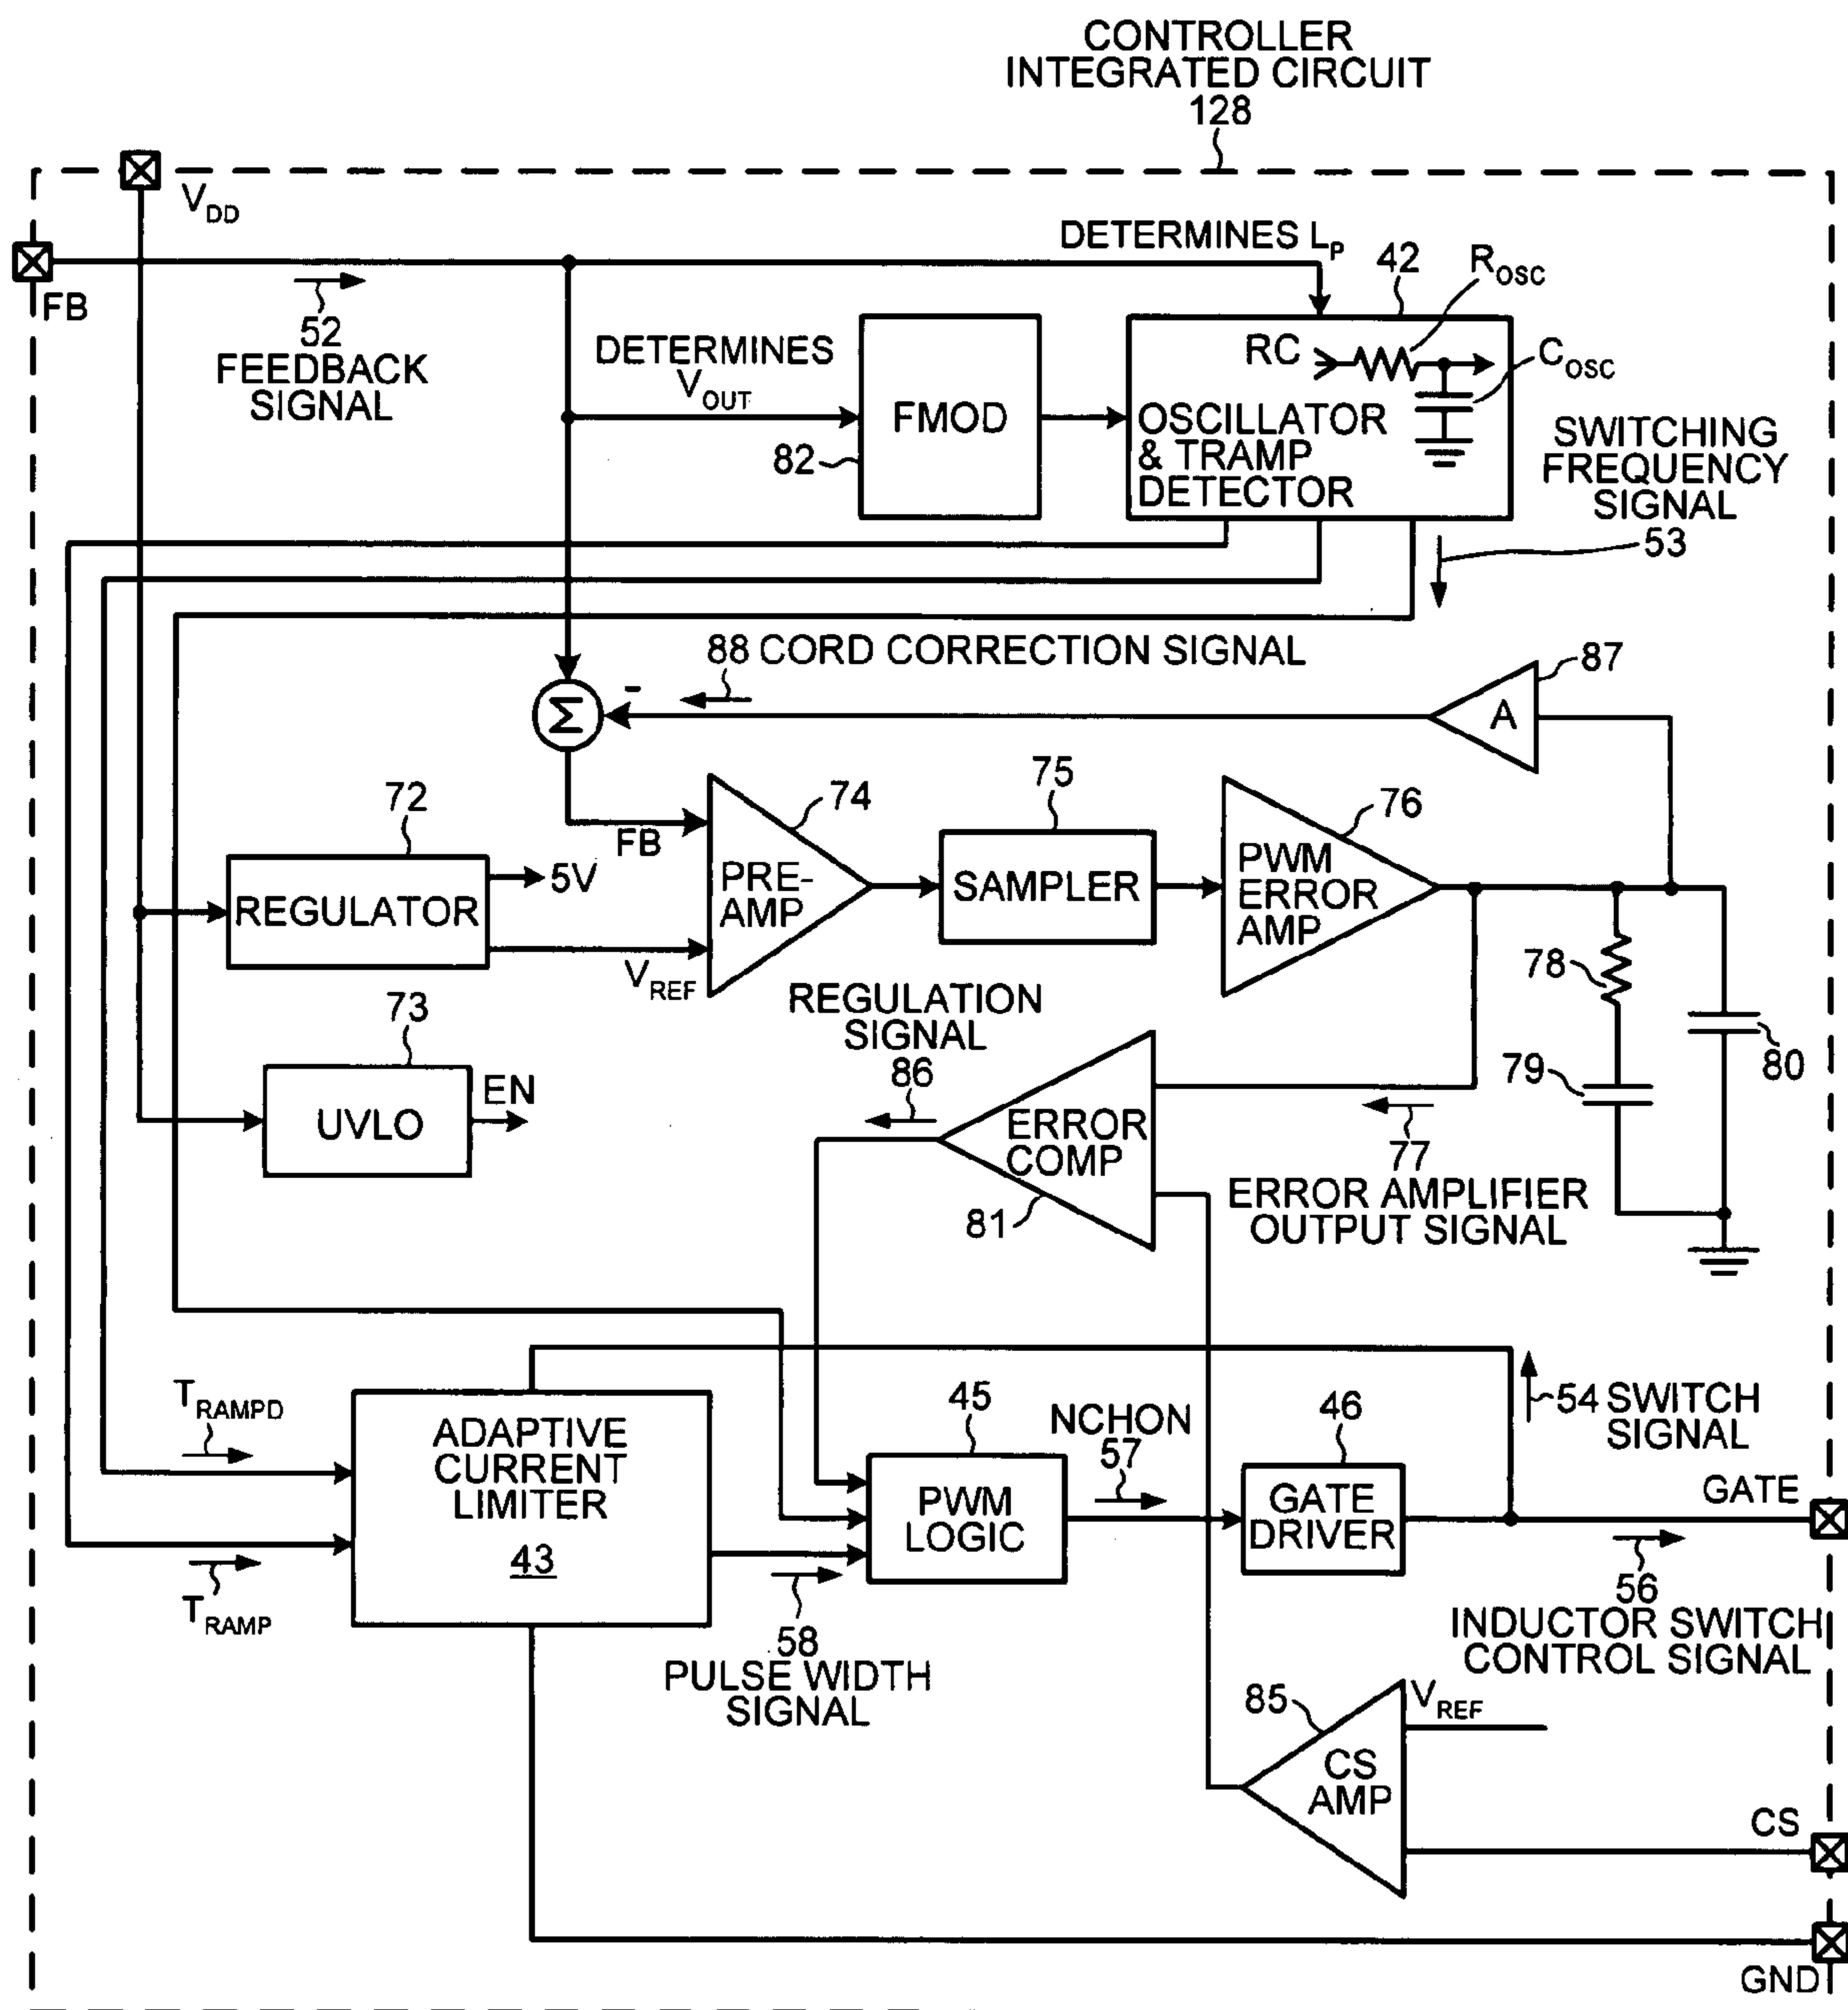 CONTROLLER
INTEGRATED CIRCUIT
128
VDD
FB
52
FEEDBACK
SIGNAL
DETERMINES LP
42
ROSC
COSC
RC
DETERMINES
VOUT
82
FMOD
OSCILLATOR
& TRAMP
DETECTOR
SWITCHING
FREQUENCY
SIGNAL
53
88 CORD CORRECTION SIGNAL
-
Σ
A
87
72
REGULATOR
5V
VREF
FB
74
PRE-
AMP
75
SAMPLER
76
PWM
ERROR
AMP
78
79
80
73
UVLO
EN
REGULATION
SIGNAL
86
ERROR
COMP
81
77
ERROR AMPLIFIER
OUTPUT SIGNAL
TRAMPD
TRAMP
ADAPTIVE
CURRENT
LIMITER
43
58
PULSE WIDTH
SIGNAL
45
PWM
LOGIC
NCHON
57
46
GATE
DRIVER
54 SWITCH
SIGNAL
GATE
56
INDUCTOR SWITCH
CONTROL SIGNAL
85
VREF
CS
AMP
CS
GND